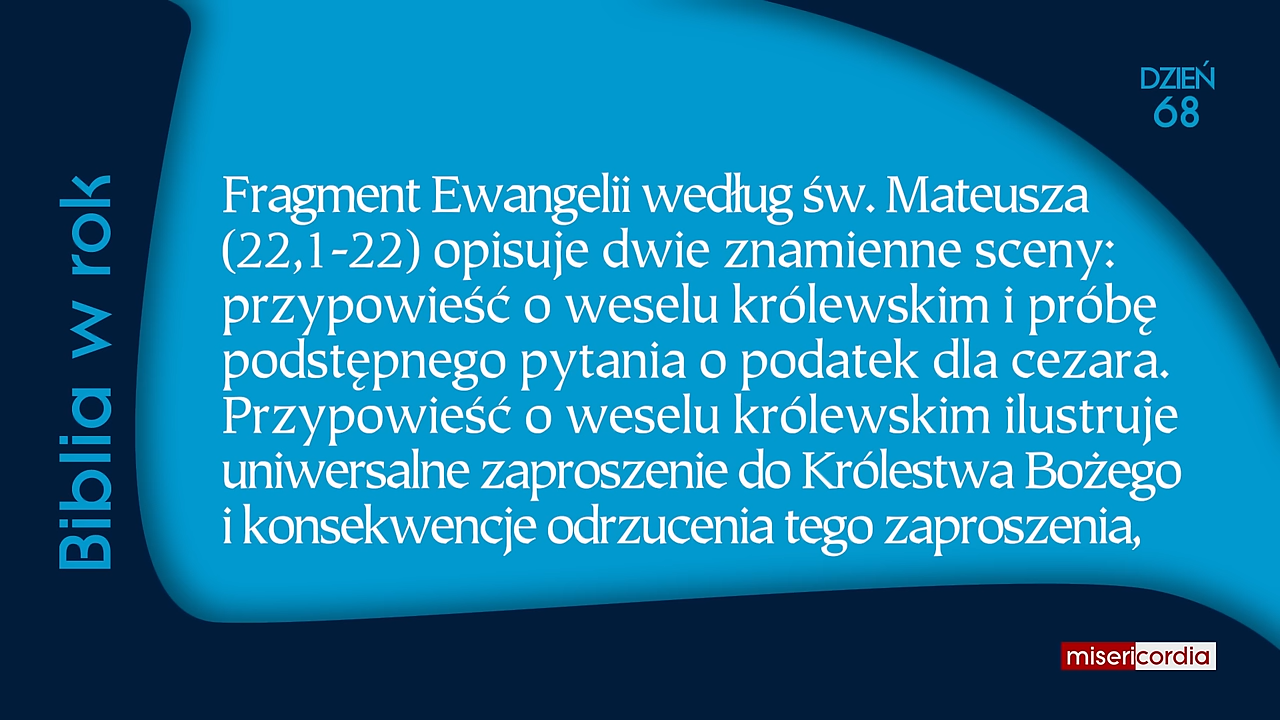 Biblia w rok
DZIEŃ
68
Fragment Ewangelii według św. Mateusza
(22,1-22) opisuje dwie znamienne sceny:
przypowieść o weselu królewskim i próbę
podstępnego pytania o podatek dla cezara.
Przypowieść o weselu królewskim ilustruje
uniwersalne zaproszenie do Królestwa Bożego
i konsekwencje odrzucenia tego zaproszenia,
misericordia